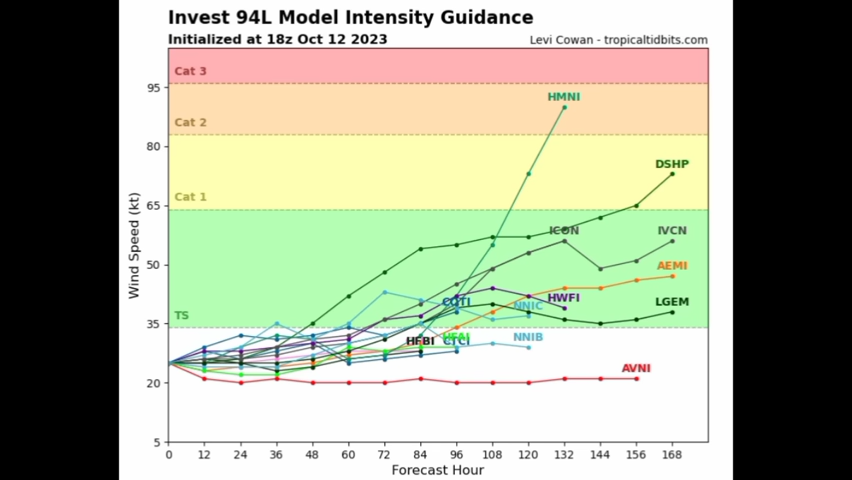 Invest 94L Model Intensity Guidance
Initialized at 18z Oct 12 2023
Levi Cowan - tropicaltidbits.com
Cat 3
95
HMNI
Cat 2
80
DSHP
Cat 1
65
ICON
IVCN
50
AEMI
COTI
HWFI
NNIC
LGEM
TS
35
HFBI
CTCI
NNIB
AVNI
20
5
Wind Speed (kt)
0 12 24 36 48 60 72 84 96 108 120 132 144 156 168
Forecast Hour